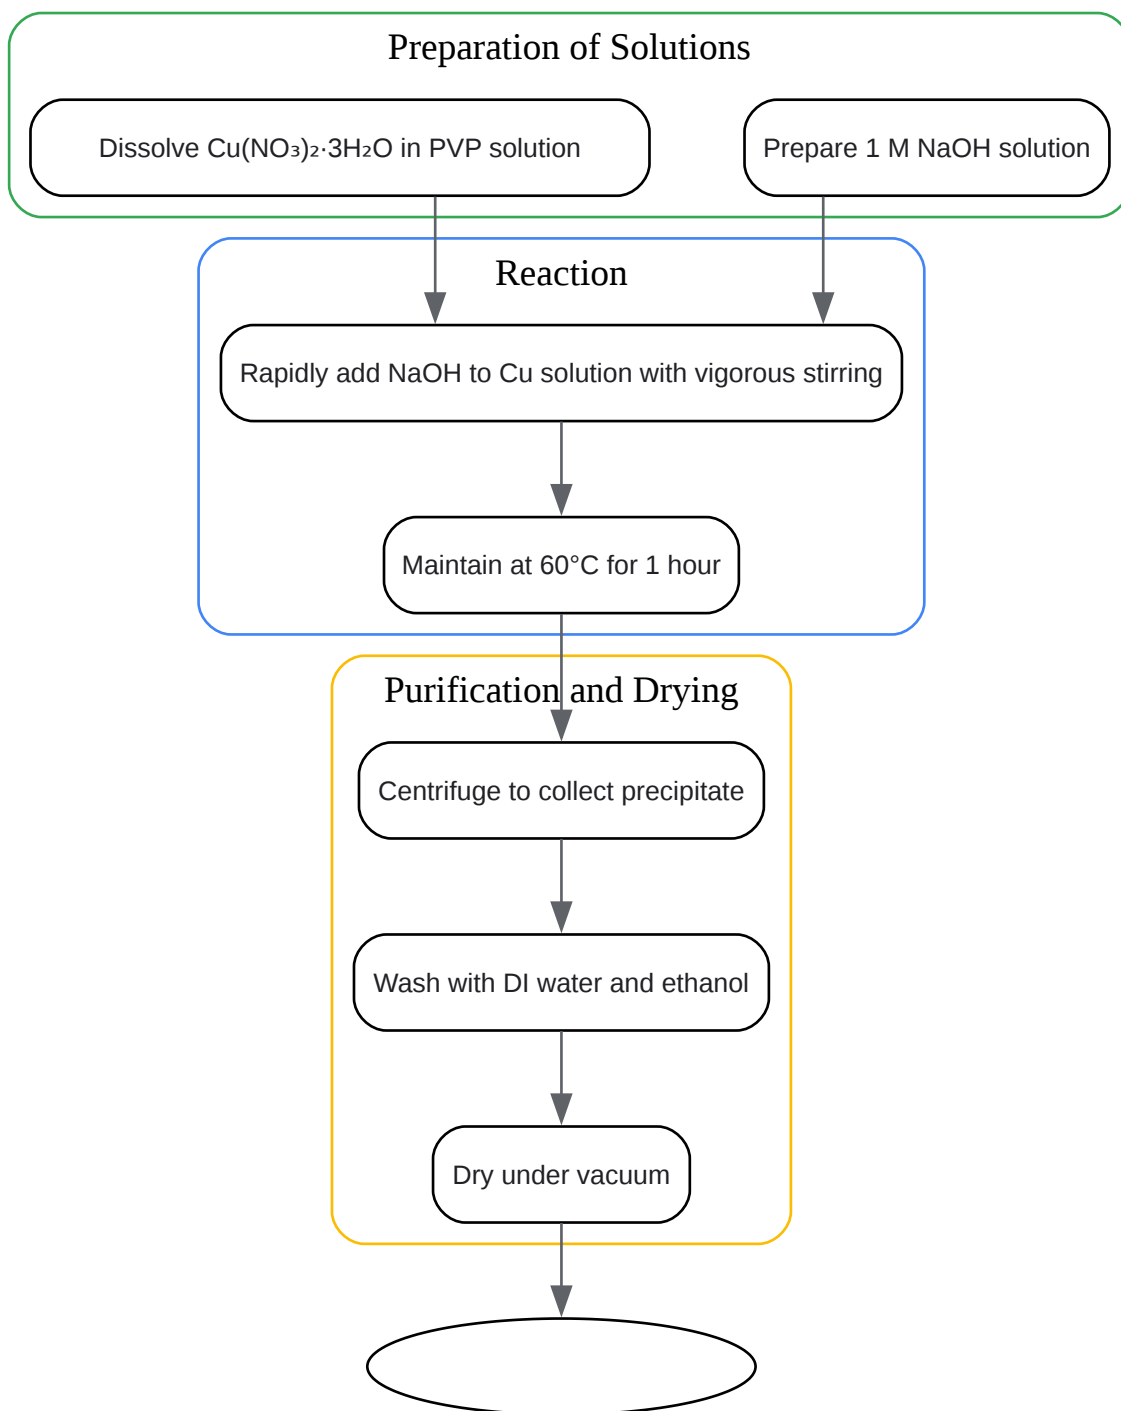 Preparation of Solutions
Dissolve Cu(NO₃)₂·3H₂O in PVP solution
Prepare 1 M NaOH solution
Reaction
Rapidly add NaOH to Cu solution with vigorous stirring
Maintain at 60°C for 1 hour
Purification and Drying
Centrifuge to collect precipitate
Wash with DI water and ethanol
Dry under vacuum